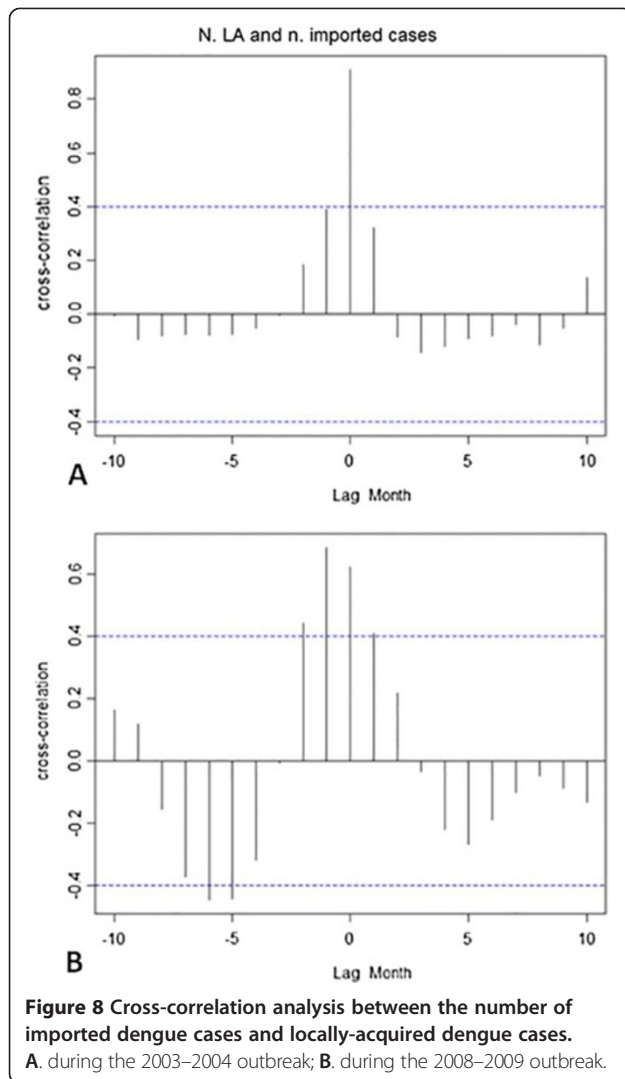 N. LA and n. imported cases
cross-correlation
0.8
0.6
0.4
0.2
0.0
-0.2
-0.4
-10
-5
0
5
10
Lag Month
A
cross-correlation
0.6
0.4
0.2
0.0
-0.2
-0.4
-10
-5
0
5
10
Lag Month
B
Figure 8 Cross-correlation analysis between the number of
imported dengue cases and locally-acquired dengue cases.
A. during the 2003–2004 outbreak; B. during the 2008–2009 outbreak.